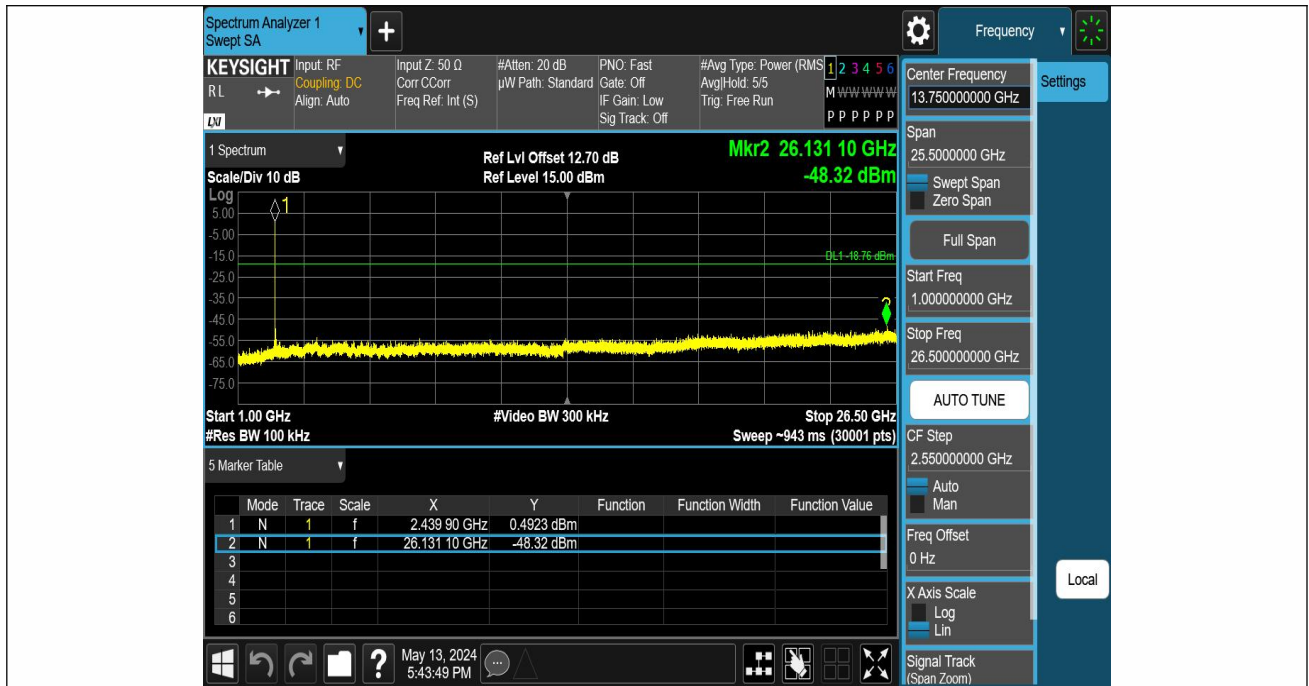 Spectrum Analyzer 1
Swept SA
+
Frequency
KEYSIGHT
RL
LXI
Input: RF
Coupling: DC
Align: Auto
Input Z: 50 Ω
Corr CCorr
Freq Ref: Int (S)
#Atten: 20 dB
µW Path: Standard
PNO: Fast
Gate: Off
IF Gain: Low
Sig Track: Off
#Avg Type: Power (RMS
Avg|Hold: 5/5
Trig: Free Run
1 2 3 4 5 6
M W W W W W
P P P P P P
1 Spectrum
Scale/Div 10 dB
Ref Lvl Offset 12.70 dB
Ref Level 15.00 dBm
Mkr2 26.131 10 GHz
-48.32 dBm
Log
5.00
-5.00
-15.0
-25.0
-35.0
-45.0
-55.0
-65.0
-75.0
1
DL1 -18.76 dBm
2
Start 1.00 GHz
#Video BW 300 kHz
Stop 26.50 GHz
#Res BW 100 kHz
Sweep ~943 ms (30001 pts)
5 Marker Table
Mode Trace Scale X Y Function Function Width Function Value
1 N 1 f 2.439 90 GHz 0.4923 dBm
2 N 1 f 26.131 10 GHz -48.32 dBm
3
4
5
6
?
May 13, 2024
5:43:49 PM
Center Frequency
13.750000000 GHz
Settings
Span
25.5000000 GHz
Swept Span
Zero Span
Full Span
Start Freq
1.000000000 GHz
Stop Freq
26.500000000 GHz
AUTO TUNE
CF Step
2.550000000 GHz
Auto
Man
Freq Offset
0 Hz
Local
X Axis Scale
Log
Lin
Signal Track
(Span Zoom)